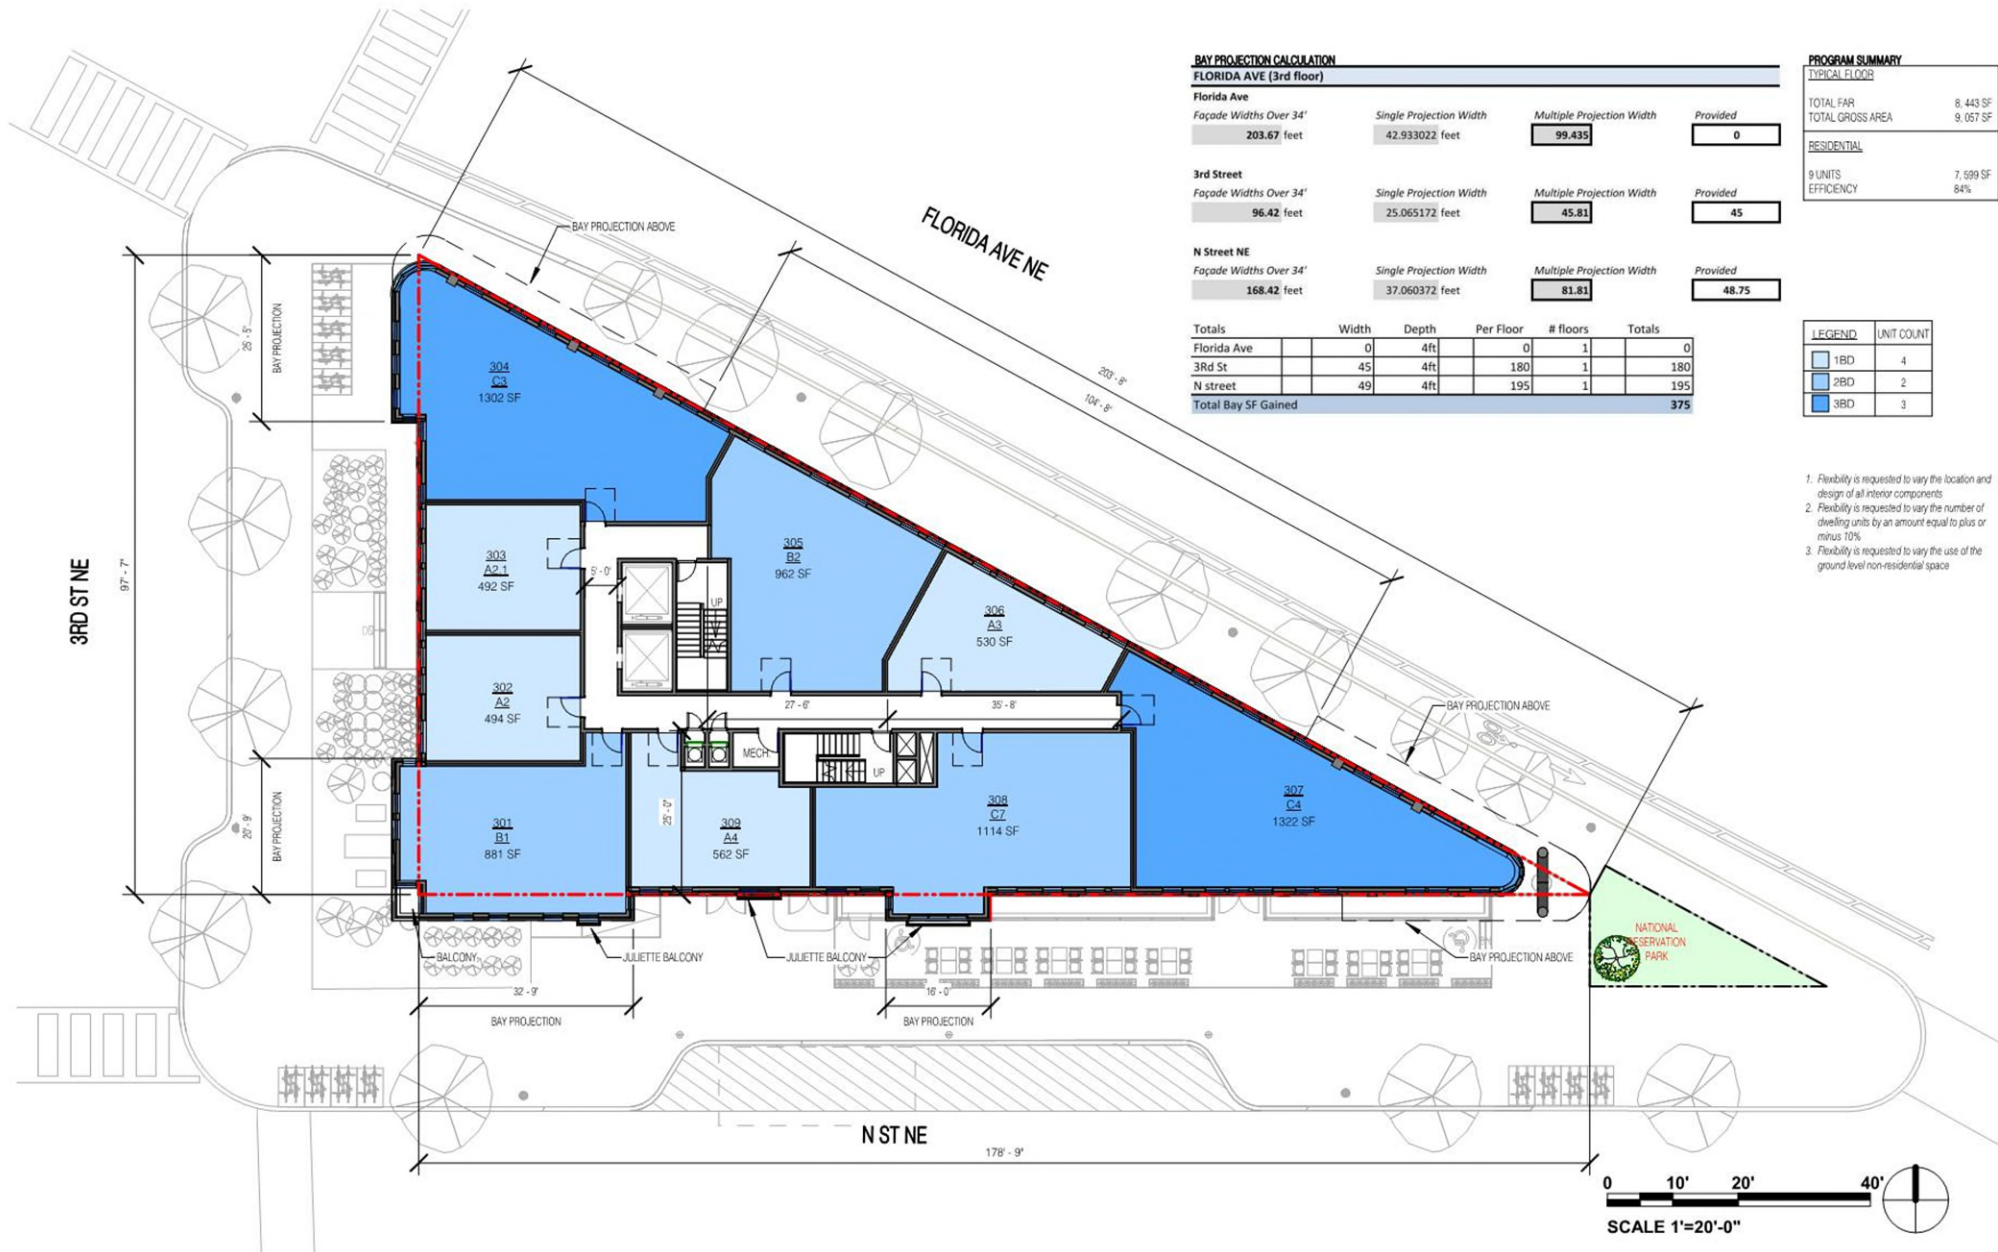 BAY PROJECTION CALCULATION
FLORIDA AVE (3rd floor)
Florida Ave
Façade Widths Over 34' Single Projection Width Multiple Projection Width Provided
203.67 feet 42.933022 feet 99.435 0
3rd Street
Façade Widths Over 34' Single Projection Width Multiple Projection Width Provided
96.42 feet 25.065172 feet 45.81 45
N Street NE
Façade Widths Over 34' Single Projection Width Multiple Projection Width Provided
168.42 feet 37.060372 feet 81.81 48.75
Totals Width Depth Per Floor # floors Totals
Florida Ave 0 4ft 0 1 0
3Rd St 45 4ft 180 1 180
N street 49 4ft 195 1 195
Total Bay SF Gained 375
PROGRAM SUMMARY
TYPICAL FLOOR
TOTAL FAR 8, 443 SF
TOTAL GROSS AREA 9, 057 SF
RESIDENTIAL
9 UNITS 7, 599 SF
EFFICIENCY 84%
LEGEND UNIT COUNT
1BD 4
2BD 2
3BD 3
1. Flexibility is requested to vary the location and
design of all interior components
2. Flexibility is requested to vary the number of
dwelling units by an amount equal to plus or
minus 10%
3. Flexibility is requested to vary the use of the
ground level non-residential space
FLORIDA AVE NE
203' - 8"
104' - 8"
BAY PROJECTION ABOVE
3RD ST NE
97' - 7"
25' - 5"
BAY PROJECTION
20' - 9"
BAY PROJECTION
304
C3
1302 SF
303
A2.1
492 SF
5' - 0"
UP
305
B2
962 SF
306
A3
530 SF
302
A2
494 SF
27 - 6"
35' - 8"
BAY PROJECTION ABOVE
MECH.
UP
301
B1
881 SF
25' - 0"
309
A4
562 SF
308
C7
1114 SF
307
C4
1322 SF
BALCONY
JULIETTE BALCONY
JULIETTE BALCONY
BAY PROJECTION ABOVE
NATIONAL
RESERVATION
PARK
32 - 9"
BAY PROJECTION
16' - 0"
BAY PROJECTION
N ST NE
178' - 9"
0 10' 20' 40'
SCALE 1'=20'-0"